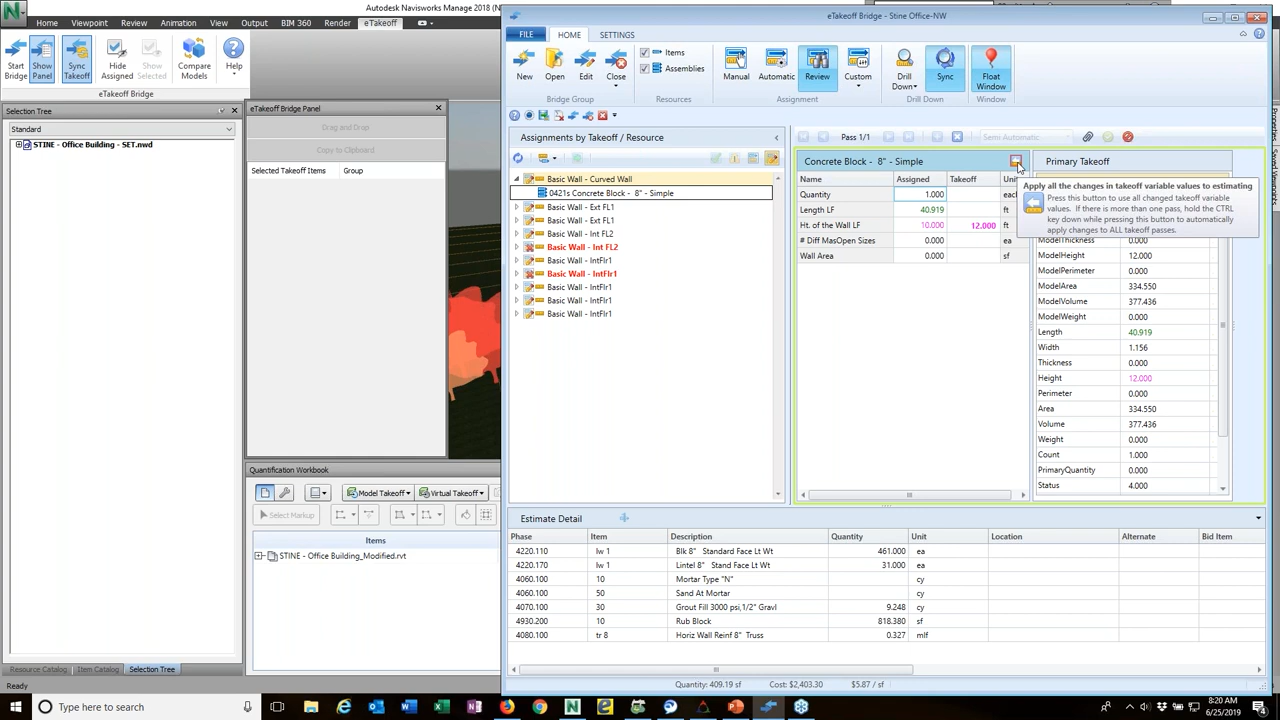 Autodesk Navisworks Manage 2018 (H
Home Viewpoint Review Animation View Output BIM 360 Render eTakeoff
Start Bridge
Show Panel
Sync Takeoff
Hide Assigned
Show Selected
Compare Models
Help
eTakeoff Bridge
Selection Tree
Standard
STINE - Office Building - SET.nwd
Resource Catalog Item Catalog Selection Tree
Ready
eTakeoff Bridge Panel
Drag and Drop
Copy to Clipboard
Selected Takeoff Items Group
Quantification Workbook
Model Takeoff Virtual Takeoff
Select Markup
Items
STINE - Office Building_Modified.rvt
eTakeoff Bridge - Stine Office-NW
FILE HOME SETTINGS
New Open Edit Close
Bridge Group
Items
Assemblies
Resources
Manual Automatic Review Custom
Assignment
Drill Down Sync
Drill Down
Float Window
Window
Assignments by Takeoff / Resource
Basic Wall - Curved Wall
0421s Concrete Block - 8" - Simple
Basic Wall - Ext FL1
Basic Wall - Ext FL1
Basic Wall - Int FL2
Basic Wall - Int FL2
Basic Wall - IntFlr1
Basic Wall - IntFlr1
Basic Wall - IntFlr1
Basic Wall - IntFlr1
Basic Wall - IntFlr1
Pass 1/1 Semi Automatic
Concrete Block - 8" - Simple
Name Assigned Takeoff Unit
Quantity 1.000 each
Length LF 40.919 ft
Ht. of the Wall LF 10.000 12.000 ft
# Diff MasOpen Sizes 0.000 ea
Wall Area 0.000 sf
Primary Takeoff
Apply all the changes in takeoff variable values to estimating
Press this button to use all changed takeoff variable
values. If there is more than one pass, hold the CTRL
key down while pressing this button to automatically
apply changes to ALL takeoff passes.
ModelThickness 0.000
ModelHeight 12.000
ModelPerimeter 0.000
ModelArea 334.550
ModelVolume 377.436
ModelWeight 0.000
Length 40.919
Width 1.156
Thickness 0.000
Height 12.000
Perimeter 0.000
Area 334.550
Volume 377.436
Weight 0.000
Count 1.000
PrimaryQuantity 0.000
Status 4.000
Estimate Detail
Phase Item Description Quantity Unit Location Alternate Bid Item
4220.110 lw 1 Blk 8" Standard Face Lt Wt 461.000 ea
4220.170 lw 1 Lintel 8" Stand Face Lt Wt 31.000 ea
4060.100 10 Mortar Type "N" cy
4060.100 50 Sand At Mortar cy
4070.100 30 Grout Fill 3000 psi,1/2" Gravl 9.248 cy
4930.200 10 Rub Block 818.380 sf
4080.100 tr 8 Horiz Wall Reinf 8" Truss 0.327 mlf
Quantity: 409.19 sf Cost: $2,403.30 $5.87 / sf
Type here to search
8:20 AM
6/25/2019